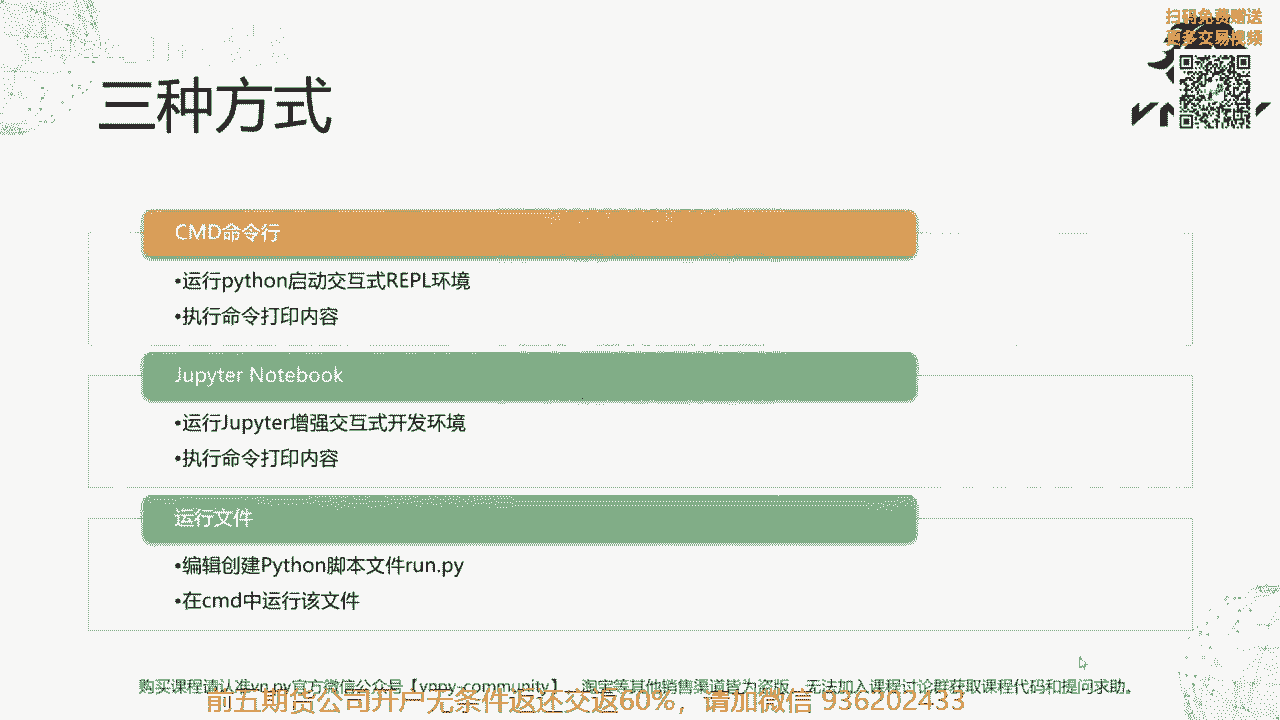 扫码免费赠送
更多交易视频
三种方式
CMD命令行
•运行python启动交互式REPL环境
•执行命令打印内容
Jupyter Notebook
•运行Jupyter增强交互式开发环境
•执行命令打印内容
运行文件
•编辑创建Python脚本文件run.py
•在cmd中运行该文件
购买课程请认准vn.py官方微信公众号【vnpy-community】，淘宝等其他销售渠道皆为盗版，无法加入课程讨论群获取课程代码和提问求助。
前五期货公司开户无条件返还交返60%，请加微信 936202433